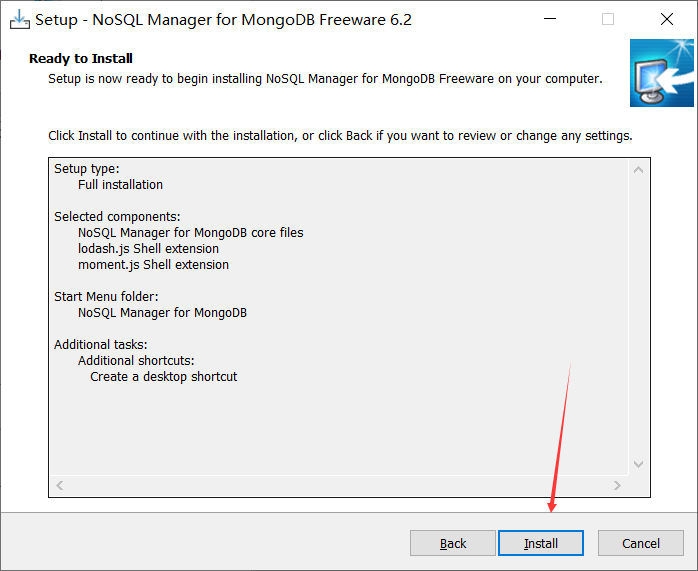 Setup - NoSQL Manager for MongoDB Freeware 6.2
Ready to Install
Setup is now ready to begin installing NoSQL Manager for MongoDB Freeware on your computer.
Click Install to continue with the installation, or click Back if you want to review or change any settings.
Setup type:
Full installation
Selected components:
NoSQL Manager for MongoDB core files
lodash.js Shell extension
moment.js Shell extension
Start Menu folder:
NoSQL Manager for MongoDB
Additional tasks:
Additional shortcuts:
Create a desktop shortcut
Back Install Cancel